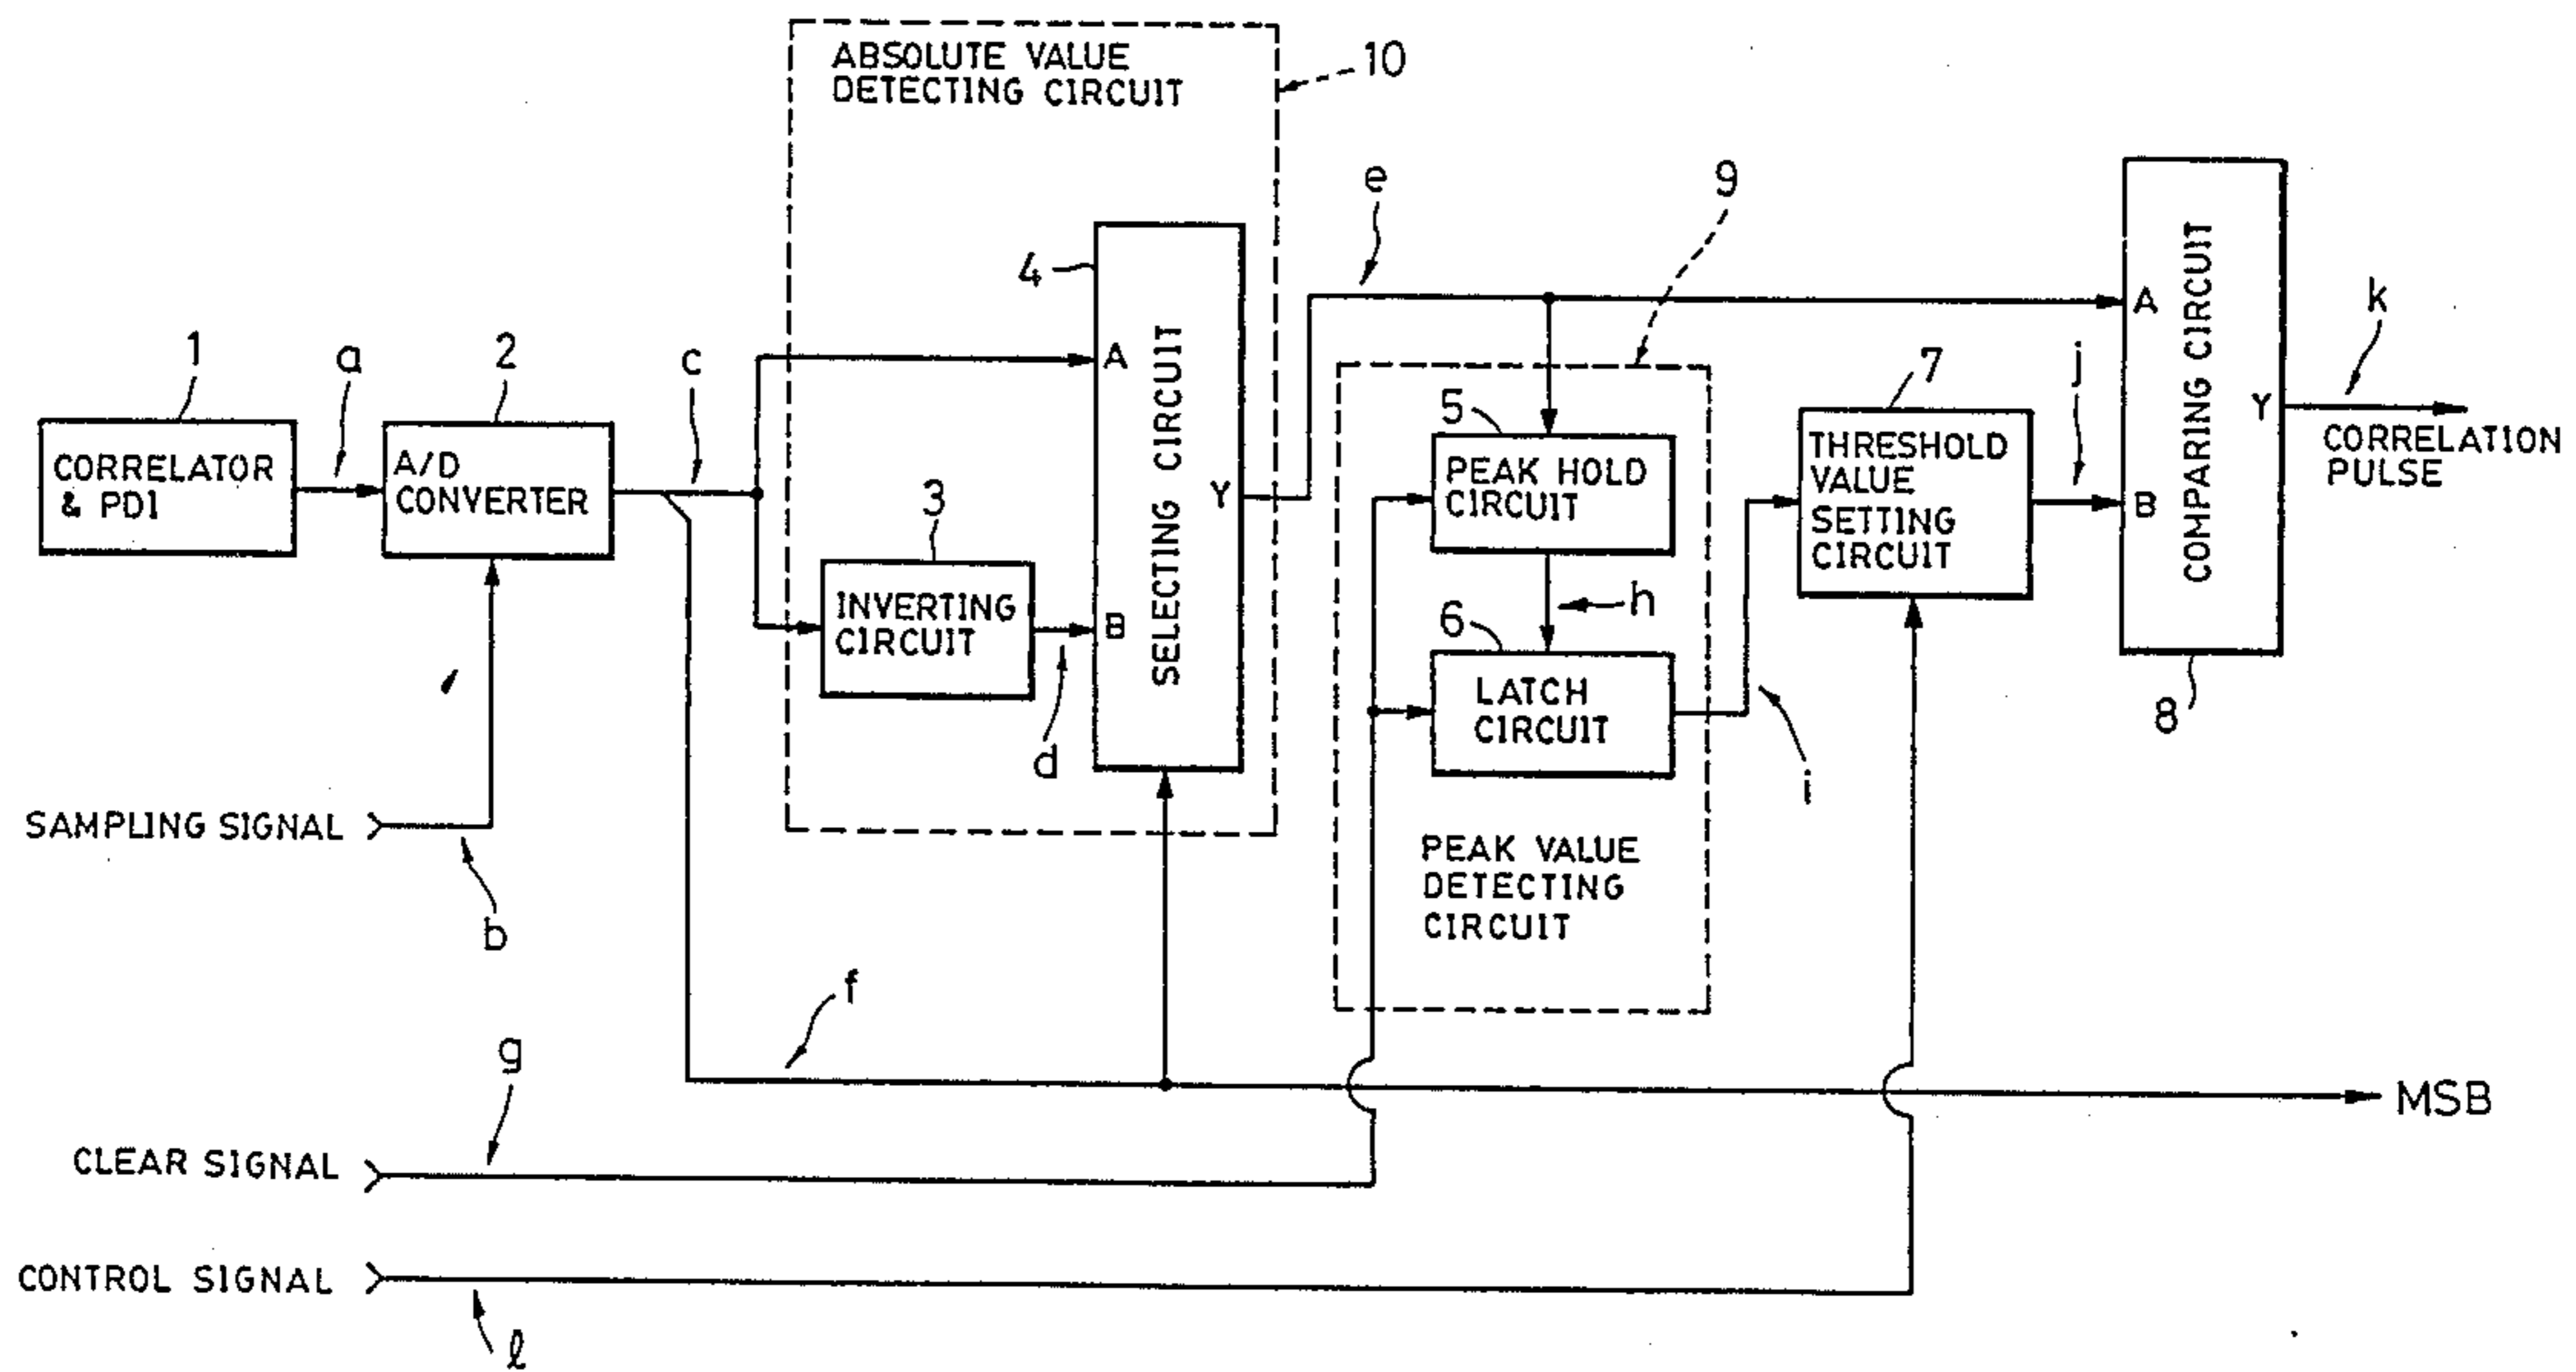 ABSOLUTE VALUE
DETECTING CIRCUIT
10
9
e
4
A
SELECTING CIRCUIT
Y
B
k
A
COMPARING CIRCUIT
Y
B
8
CORRELATION
PULSE
1
a
2
c
CORRELATOR
& PDI
A/D
CONVERTER
3
INVERTING
CIRCUIT
d
5
PEAK HOLD
CIRCUIT
h
6
LATCH
CIRCUIT
i
7
THRESHOLD
VALUE
SETTING
CIRCUIT
j
PEAK VALUE
DETECTING
CIRCUIT
SAMPLING SIGNAL
b
f
MSB
g
CLEAR SIGNAL
CONTROL SIGNAL
ℓ